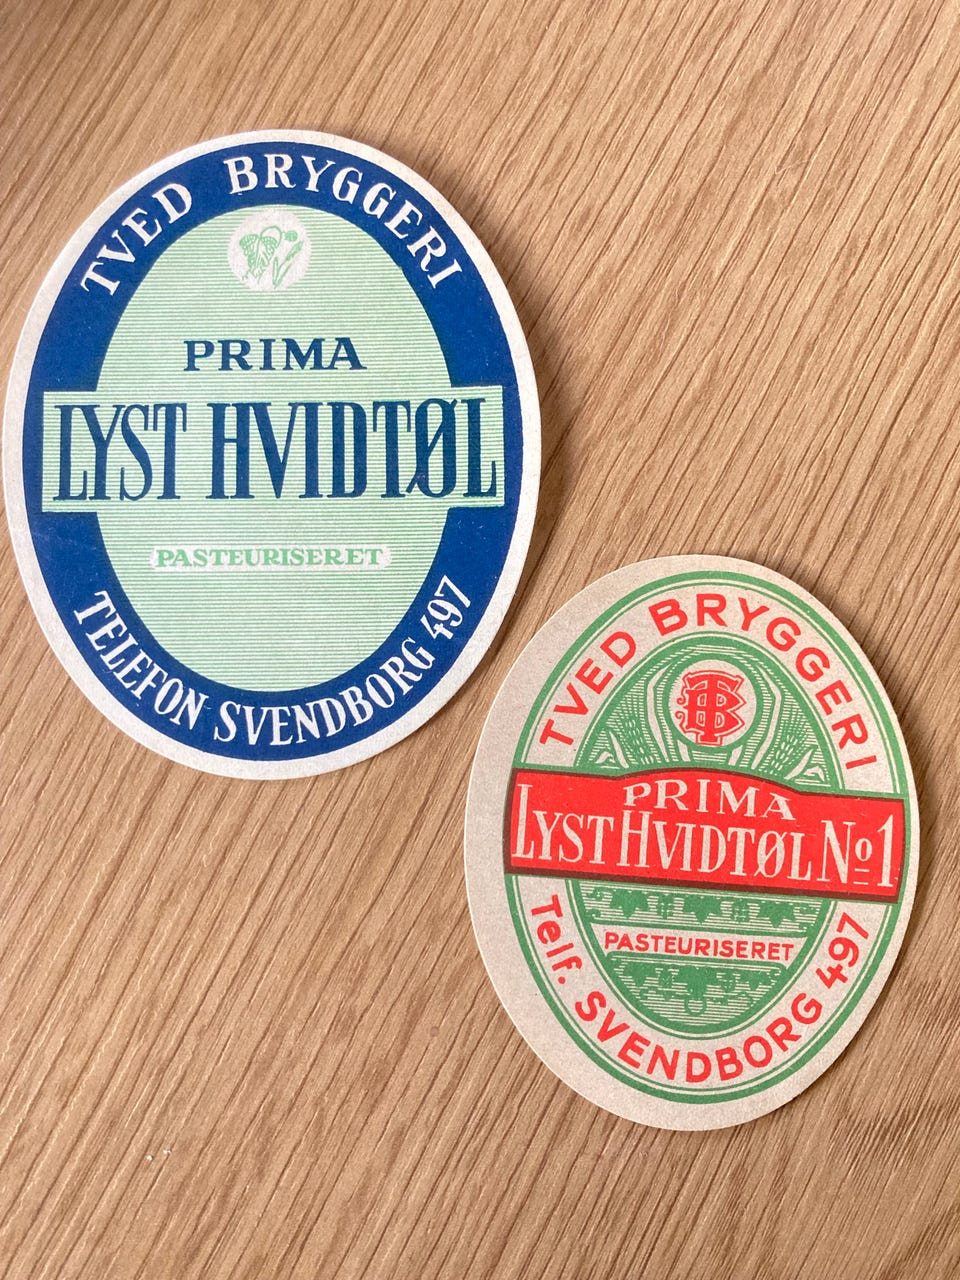 TVED BRYGGERI
PRIMA
LYST HVIDTØL
PASTEURISERET
TELEFON SVENDBORG 497
TVED BRYGGERI
TB
PRIMA
LYST HVIDTØL No 1
PASTEURISERET
Telf. SVENDBORG 497